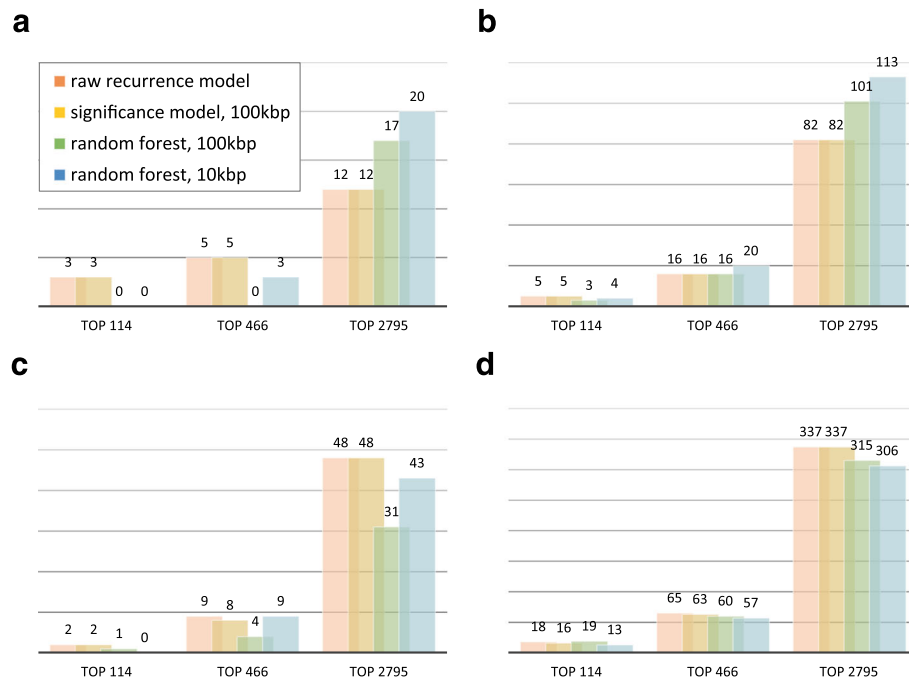 a
raw recurrence model
significance model, 100kbp
random forest, 100kbp
random forest, 10kbp
3 3 0 0
5 5 0 3
12 12 17 20
TOP 114 TOP 466 TOP 2795
b
5 5 3 4
16 16 16 20
82 82 101 113
TOP 114 TOP 466 TOP 2795
c
2 2 1 0
9 8 4 9
48 48 31 43
TOP 114 TOP 466 TOP 2795
d
18 16 19 13
65 63 60 57
337 337 315 306
TOP 114 TOP 466 TOP 2795